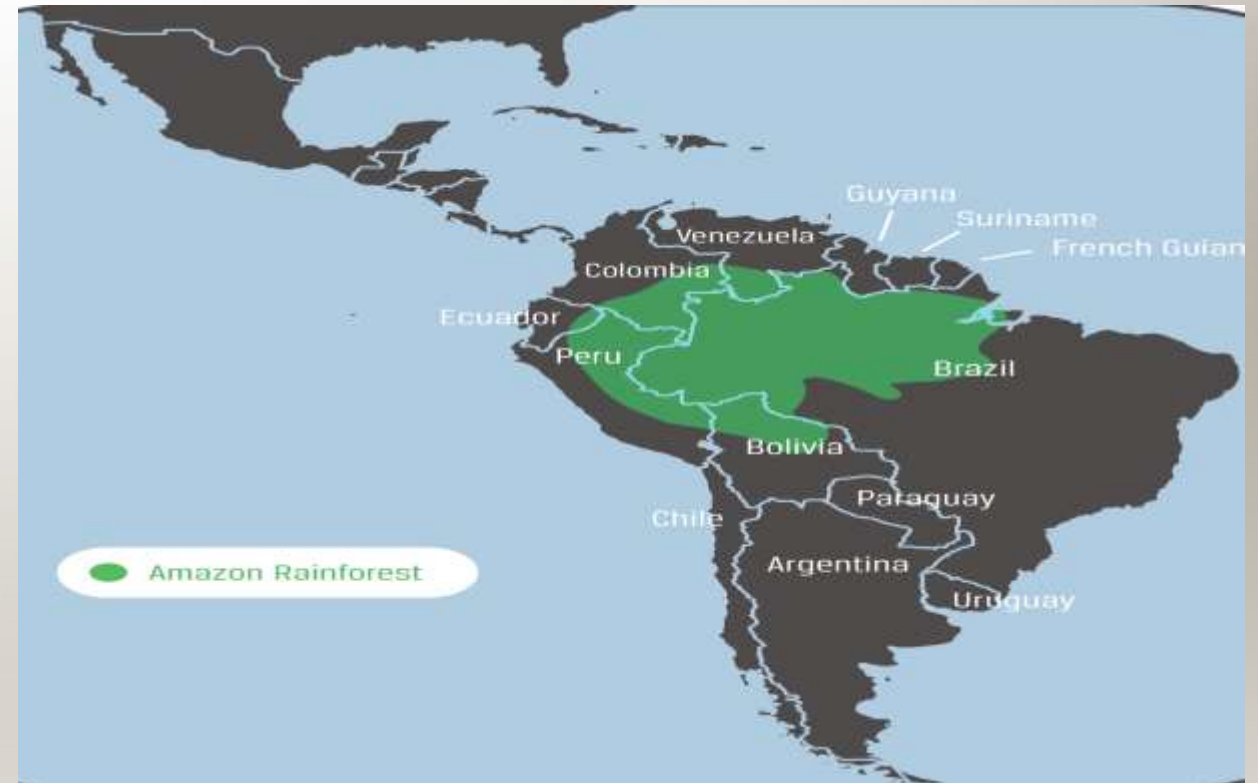 Guyana
Suriname
French Guian
Venezuela
Colombia
Ecuador
Peru
Brazil
Bolivia
Paraguay
Chile
Argentina
Uruguay
Amazon Rainforest